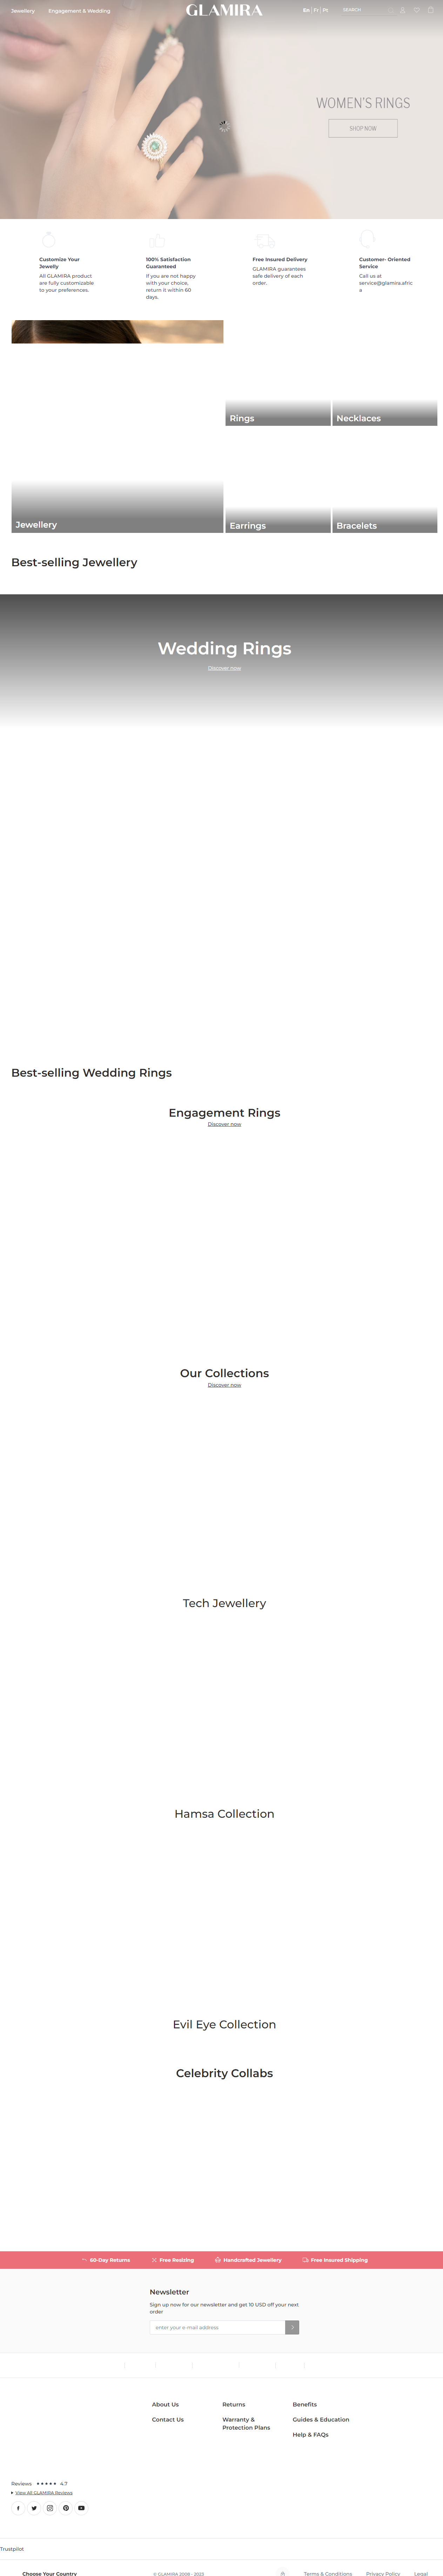 Jewellery
Engagement & Wedding
GLAMIRA
En Fr Pt
SEARCH
WOMEN'S RINGS
SHOP NOW
Customize Your
Jewelly
All GLAMIRA product
are fully customizable
to your preferences.
100% Satisfaction
Guaranteed
If you are not happy
with your choice,
return it within 60
days.
Free Insured Delivery
GLAMIRA guarantees
safe delivery of each
order.
Customer- Oriented
Service
Call us at
service@glamira.afric
a
Jewellery
Rings
Necklaces
Earrings
Bracelets
Best-selling Jewellery
Wedding Rings
Discover now
Best-selling Wedding Rings
Engagement Rings
Discover now
Our Collections
Discover now
Tech Jewellery
Hamsa Collection
Evil Eye Collection
Celebrity Collabs
60-Day Returns
Free Resizing
Handcrafted Jewellery
Free Insured Shipping
Newsletter
Sign up now for our newsletter and get 10 USD off your next
order
enter your e-mail address
About Us
Contact Us
Returns
Warranty &
Protection Plans
Benefits
Guides & Education
Help & FAQs
Reviews ★★★★★ 4.7
View All GLAMIRA Reviews
Trustpilot
Choose Your Country
© GLAMIRA 2008 - 2023
Terms & Conditions
Privacy Policy
Legal